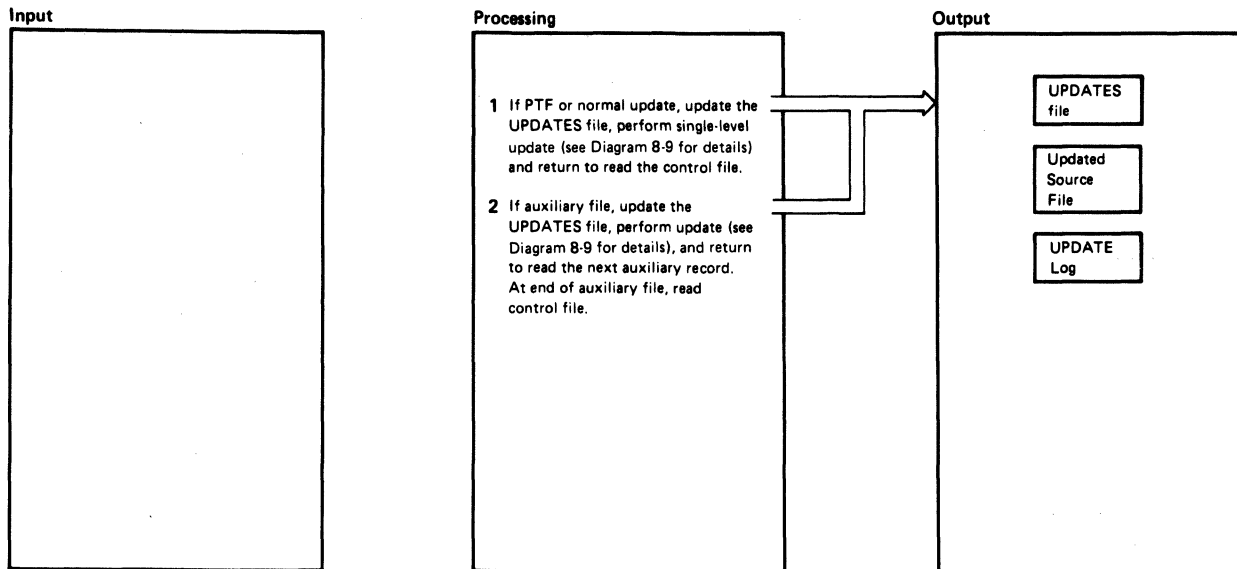 Input
Processing
Output
1 If PTF or normal update, update the
UPDATES file, perform single-level
update (see Diagram 8-9 for details)
and return to read the control file.
2 If auxiliary file, update the
UPDATES file, perform update (see
Diagram 8-9 for details), and return
to read the next auxiliary record.
At end of auxiliary file, read
control file.
UPDATES
file
Updated
Source
File
UPDATE
Log